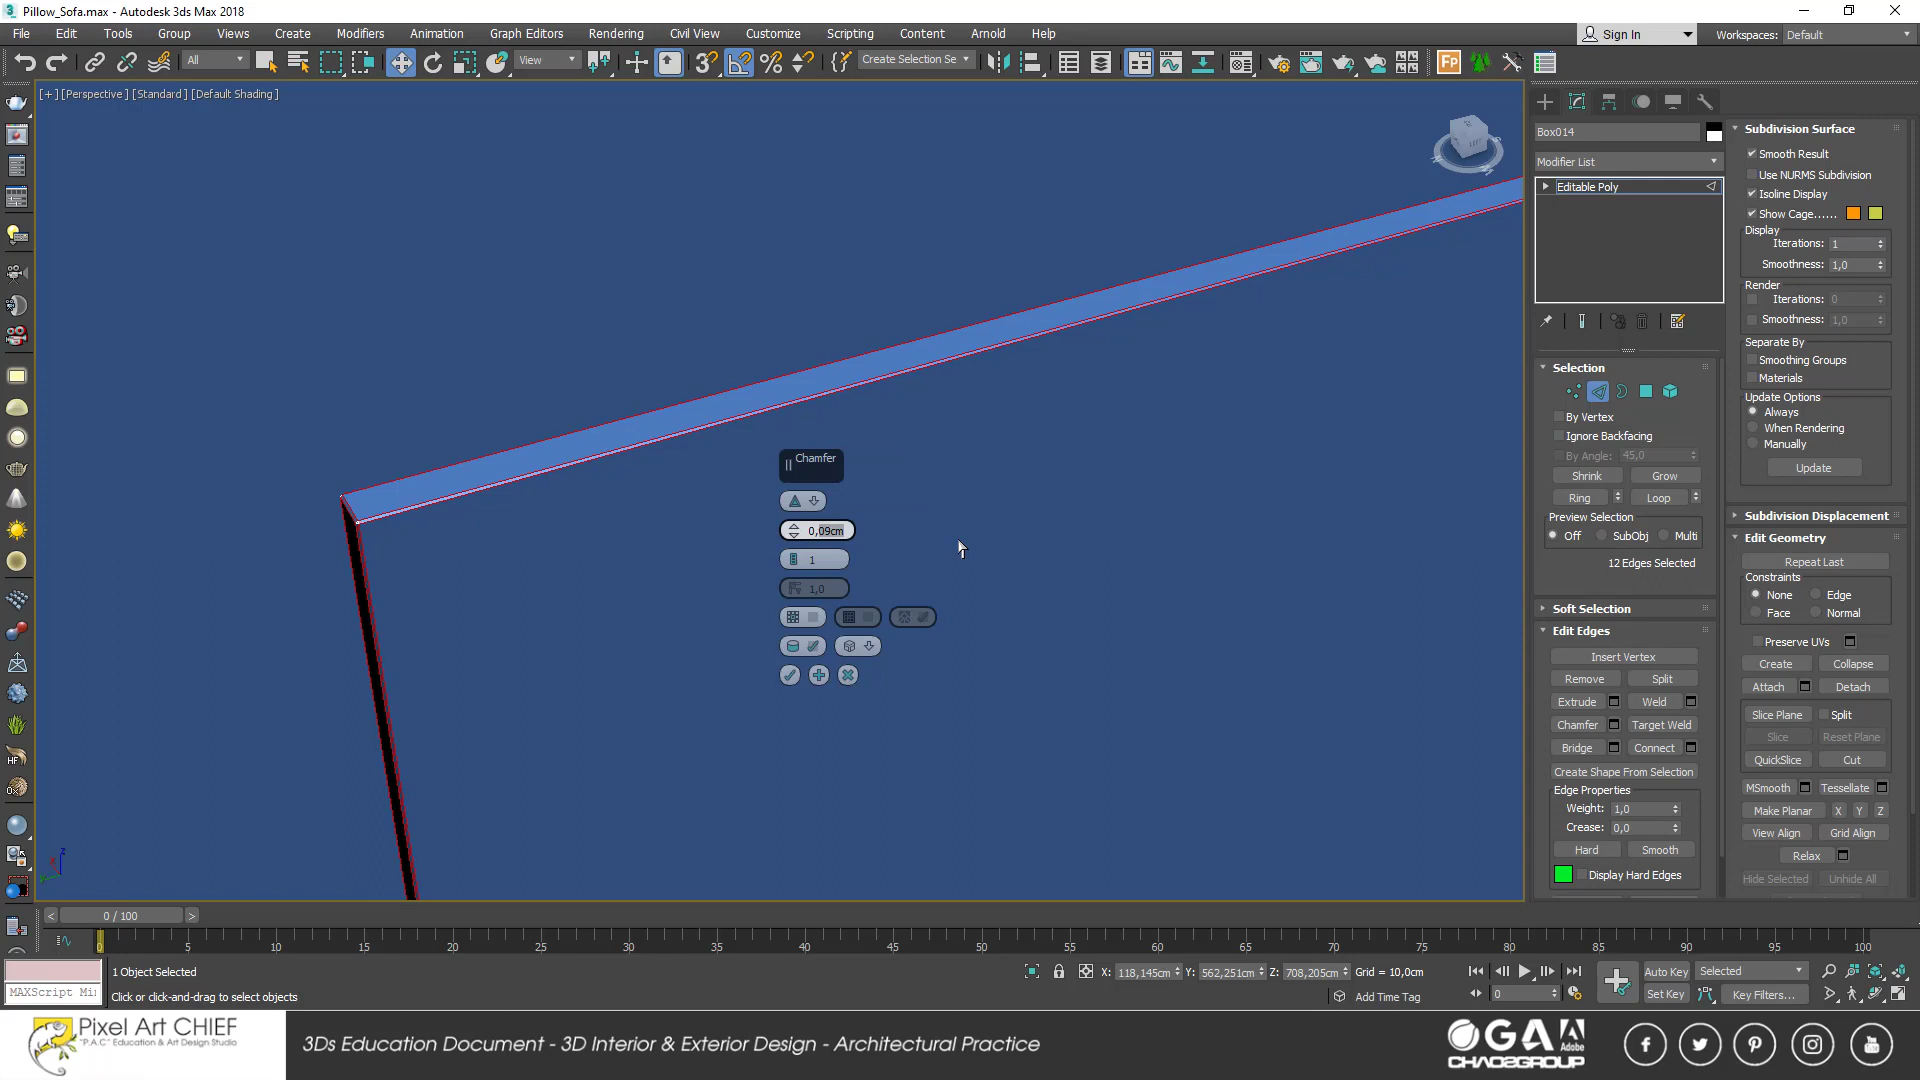 Pillow_Sofa.max - Autodesk 3ds Max 2018
File Edit Tools Group Views Create Modifiers Animation Graph Editors Rendering Civil View Customize Scripting Content Arnold Help
Sign In
Workspaces: Default
All
View
Create Selection Se
[+] [Perspective] [Standard] [Default Shading]
Chamfer
0,09cm
1
1,0
Box014
Modifier List
Editable Poly
Selection
By Vertex
Ignore Backfacing
By Angle: 45,0
Shrink Grow
Ring Loop
Preview Selection
Off SubObj Multi
12 Edges Selected
Soft Selection
Edit Edges
Insert Vertex
Remove Split
Extrude Weld
Chamfer Target Weld
Bridge Connect
Create Shape From Selection
Edge Properties
Weight: 1,0
Crease: 0,0
Hard Smooth
Display Hard Edges
Subdivision Surface
Smooth Result
Use NURMS Subdivision
Isoline Display
Show Cage......
Display
Iterations: 1
Smoothness: 1,0
Render
Iterations: 0
Smoothness: 1,0
Separate By
Smoothing Groups
Materials
Update Options
Always
When Rendering
Manually
Update
Subdivision Displacement
Edit Geometry
Repeat Last
Constraints
None Edge
Face Normal
Preserve UVs
Create Collapse
Attach Detach
Slice Plane Split
Slice Reset Plane
QuickSlice Cut
MSmooth Tessellate
Make Planar X Y Z
View Align Grid Align
Relax
Hide Selected Unhide All
< 0 / 100 >
0 5 10 15 20 25 30 35 40 45 50 55 60 65 70 75 80 85 90 95 100
MAXScript Mi
1 Object Selected
Click or click-and-drag to select objects
X: 118,145cm Y: 562,251cm Z: 708,205cm Grid = 10,0cm
Add Time Tag
0
Auto Key Selected
Set Key Key Filters...
Pixel Art CHIEF
"P.A.C" Education & Art Design Studio
3Ds Education Document - 3D Interior & Exterior Design - Architectural Practice
GA
Adobe
CHAOSGROUP